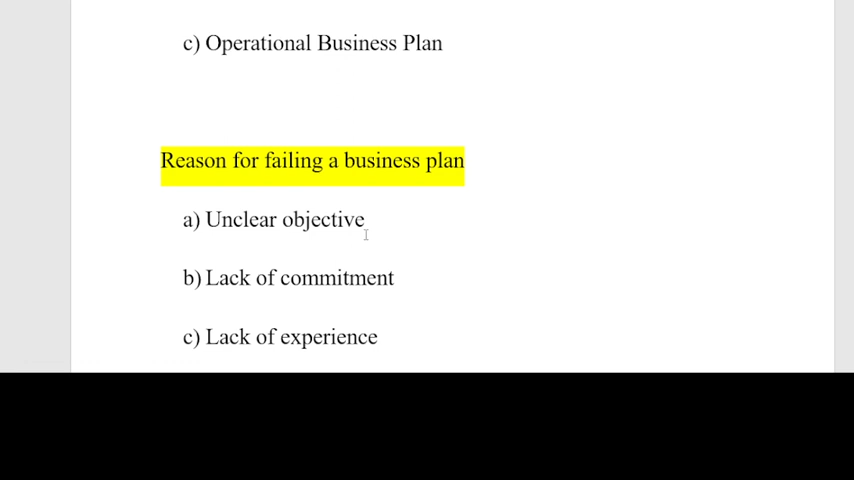 c) Operational Business Plan
Reason for failing a business plan
a) Unclear objective
b) Lack of commitment
c) Lack of experience